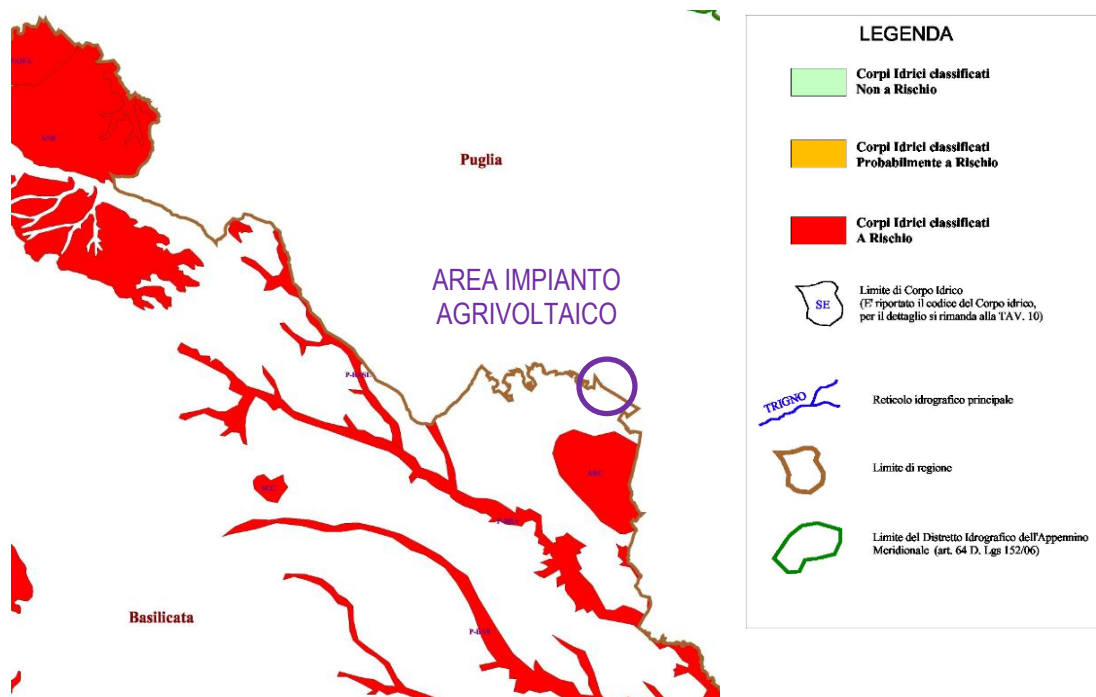 Puglia
AREA IMPIANTO
AGRIVOLTAICO
Basilicata
LEGENDA
Corpi Idrici classificati
Non a Rischio
Corpi Idrici classificati
Probabilmente a Rischio
Corpi Idrici classificati
A Rischio
SE
Limite di Corpo Idrico
(E' riportato il codice del Corpo idrico,
per il dettaglio si rimanda alla TAV. 10)
TRIGNO
Reticolo idrografico principale
Limite di regione
Limite del Distretto Idrografico dell'Appennino
Meridionale (art. 64 D. Lgs 152/06)